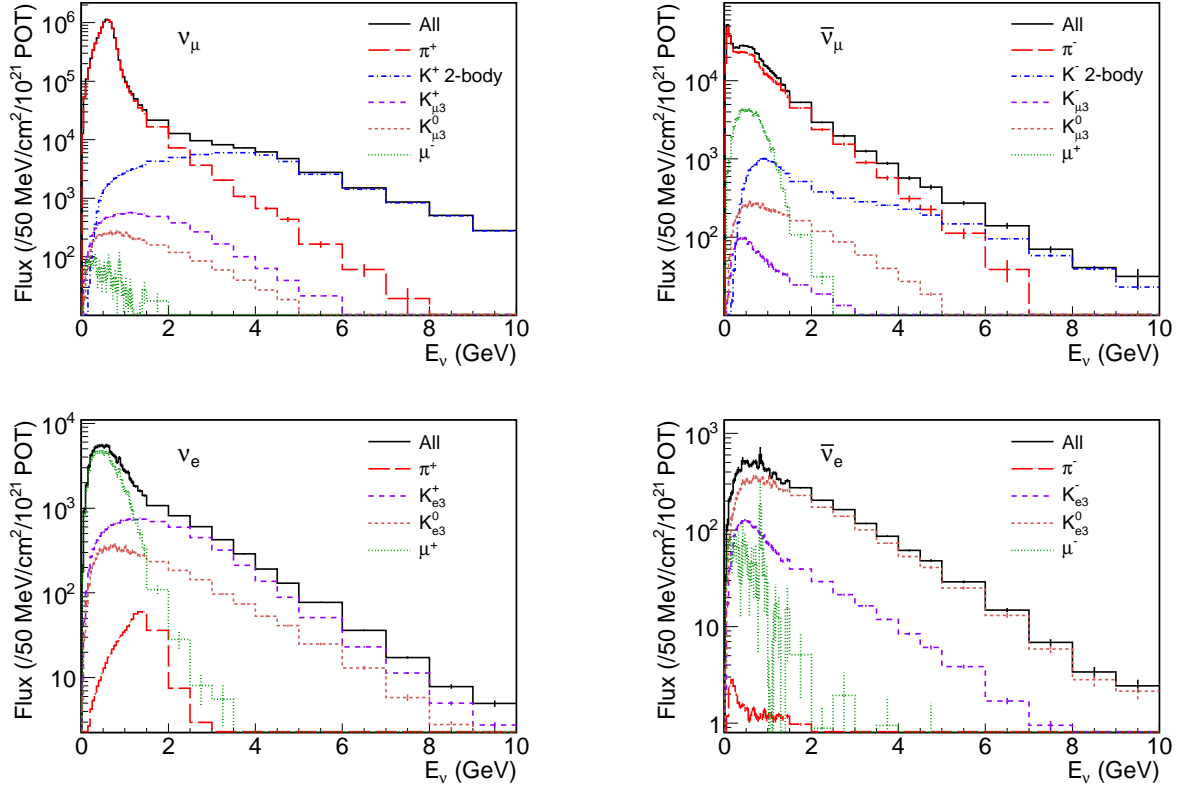 Flux (/50 MeV/cm²/10²¹ POT)
10⁶
10⁵
10⁴
10³
10²
ν_μ
All
π⁺
K⁺ 2-body
K⁺_μ3
K⁰_μ3
μ⁻
0 2 4 6 8 10
E_ν (GeV)
Flux (/50 MeV/cm²/10²¹ POT)
10⁴
10³
10²
ν̅_μ
All
π⁻
K⁻ 2-body
K⁻_μ3
K⁰_μ3
μ⁺
0 2 4 6 8 10
E_ν (GeV)
Flux (/50 MeV/cm²/10²¹ POT)
10⁴
10³
10²
10
ν_e
All
π⁺
K⁺_e3
K⁰_e3
μ⁺
0 2 4 6 8 10
E_ν (GeV)
Flux (/50 MeV/cm²/10²¹ POT)
10³
10²
10
1
ν̅_e
All
π⁻
K⁻_e3
K⁰_e3
μ⁻
0 2 4 6 8 10
E_ν (GeV)